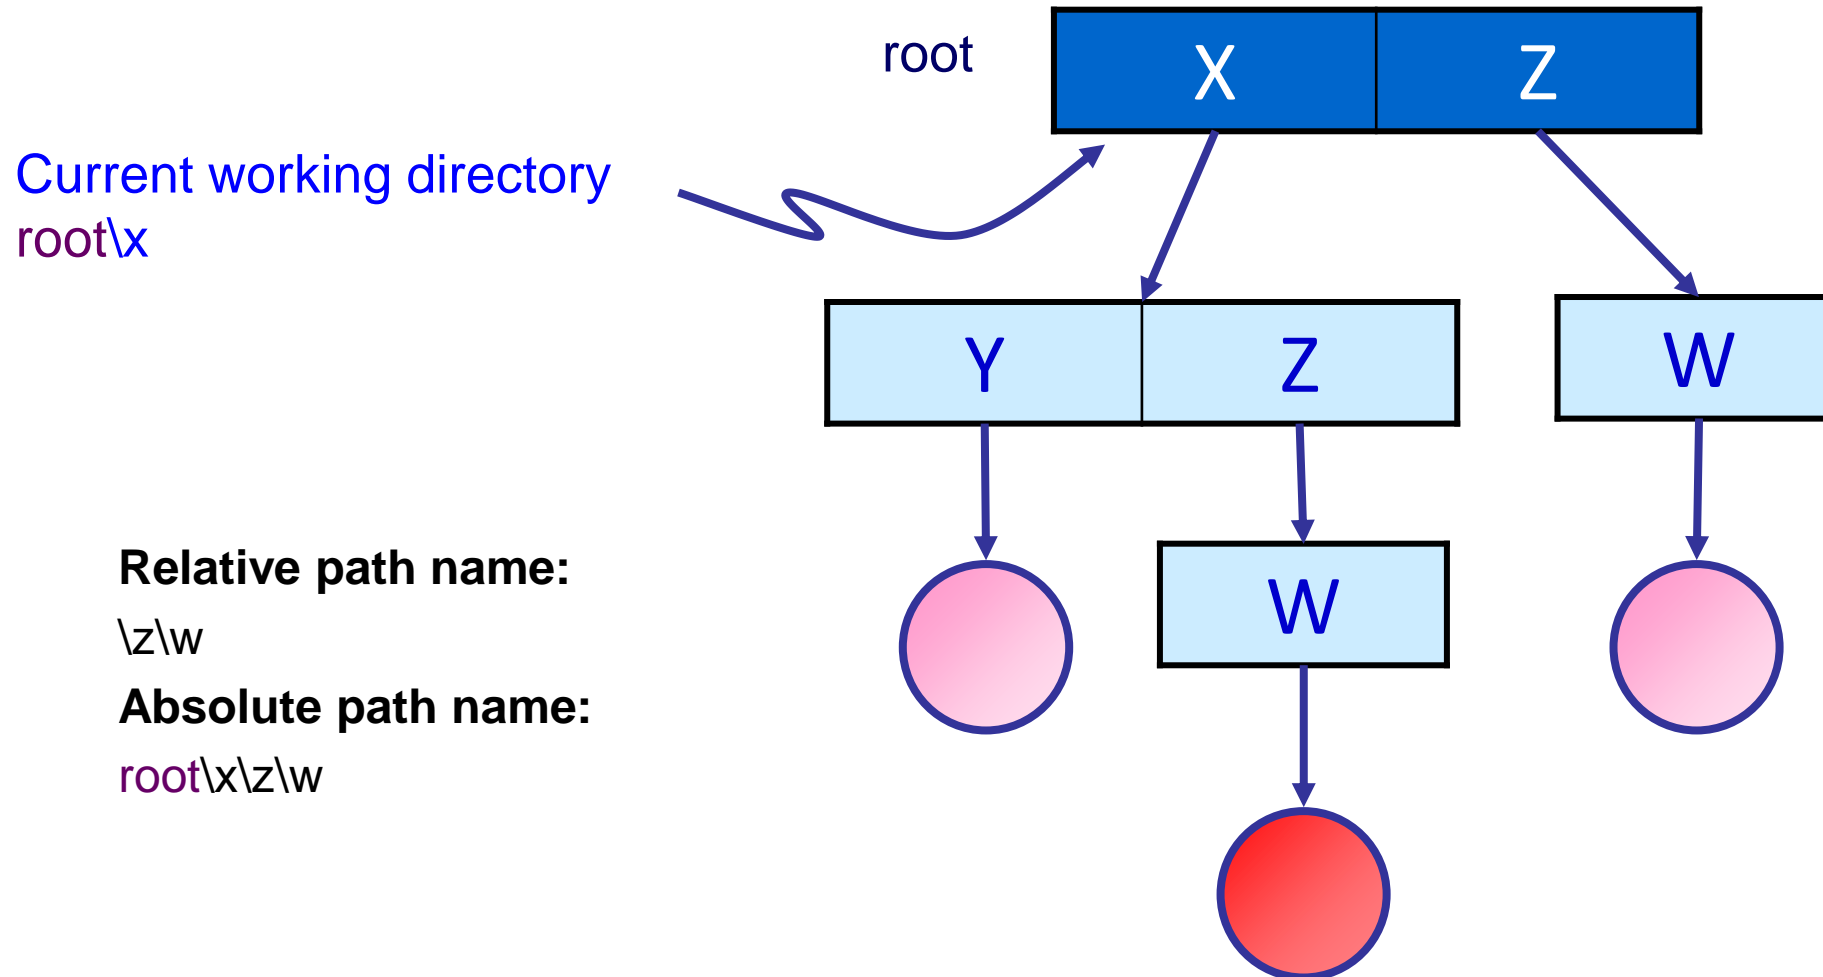 root
X Z
Current working directory
root\x
Y Z
W
Relative path name:
\z\w
W
Absolute path name:
root\x\z\w